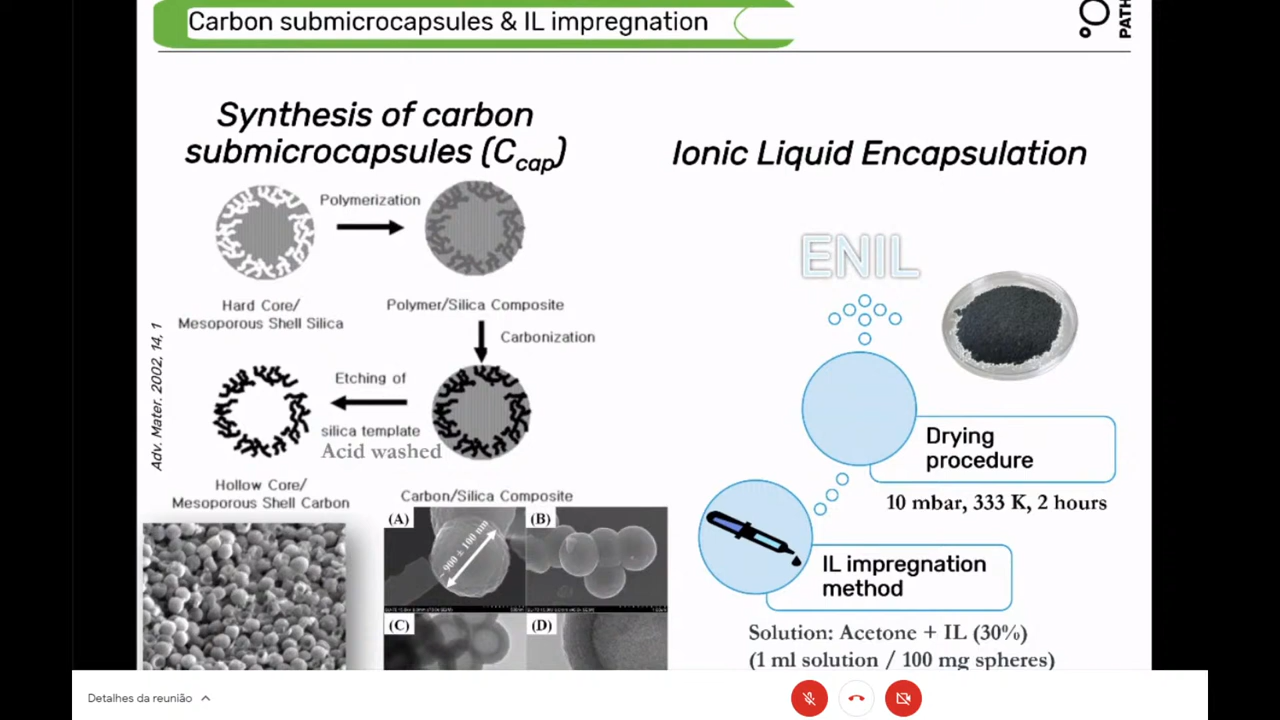 Carbon submicrocapsules & IL impregnation
PATH
Synthesis of carbon
submicrocapsules (Ccap)
Polymerization
Hard Core/
Mesoporous Shell Silica
Polymer/Silica Composite
Carbonization
Etching of
silica template
Acid washed
Hollow Core/
Mesoporous Shell Carbon
Carbon/Silica Composite
Adv. Mater. 2002, 14, 1
(A)
900 ± 100 nm
(B)
(C)
(D)
Ionic Liquid Encapsulation
ENIL
Drying
procedure
10 mbar, 333 K, 2 hours
IL impregnation
method
Solution: Acetone + IL (30%)
(1 ml solution / 100 mg spheres)
Detalhes da reunião